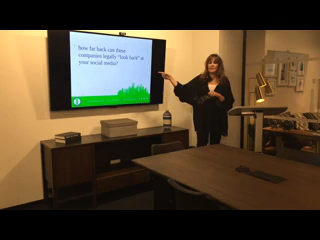 how far back can these
companies legally "look back" at
your social media?